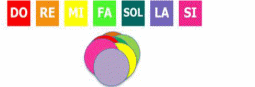 DO RE MI FA SOL LA SI